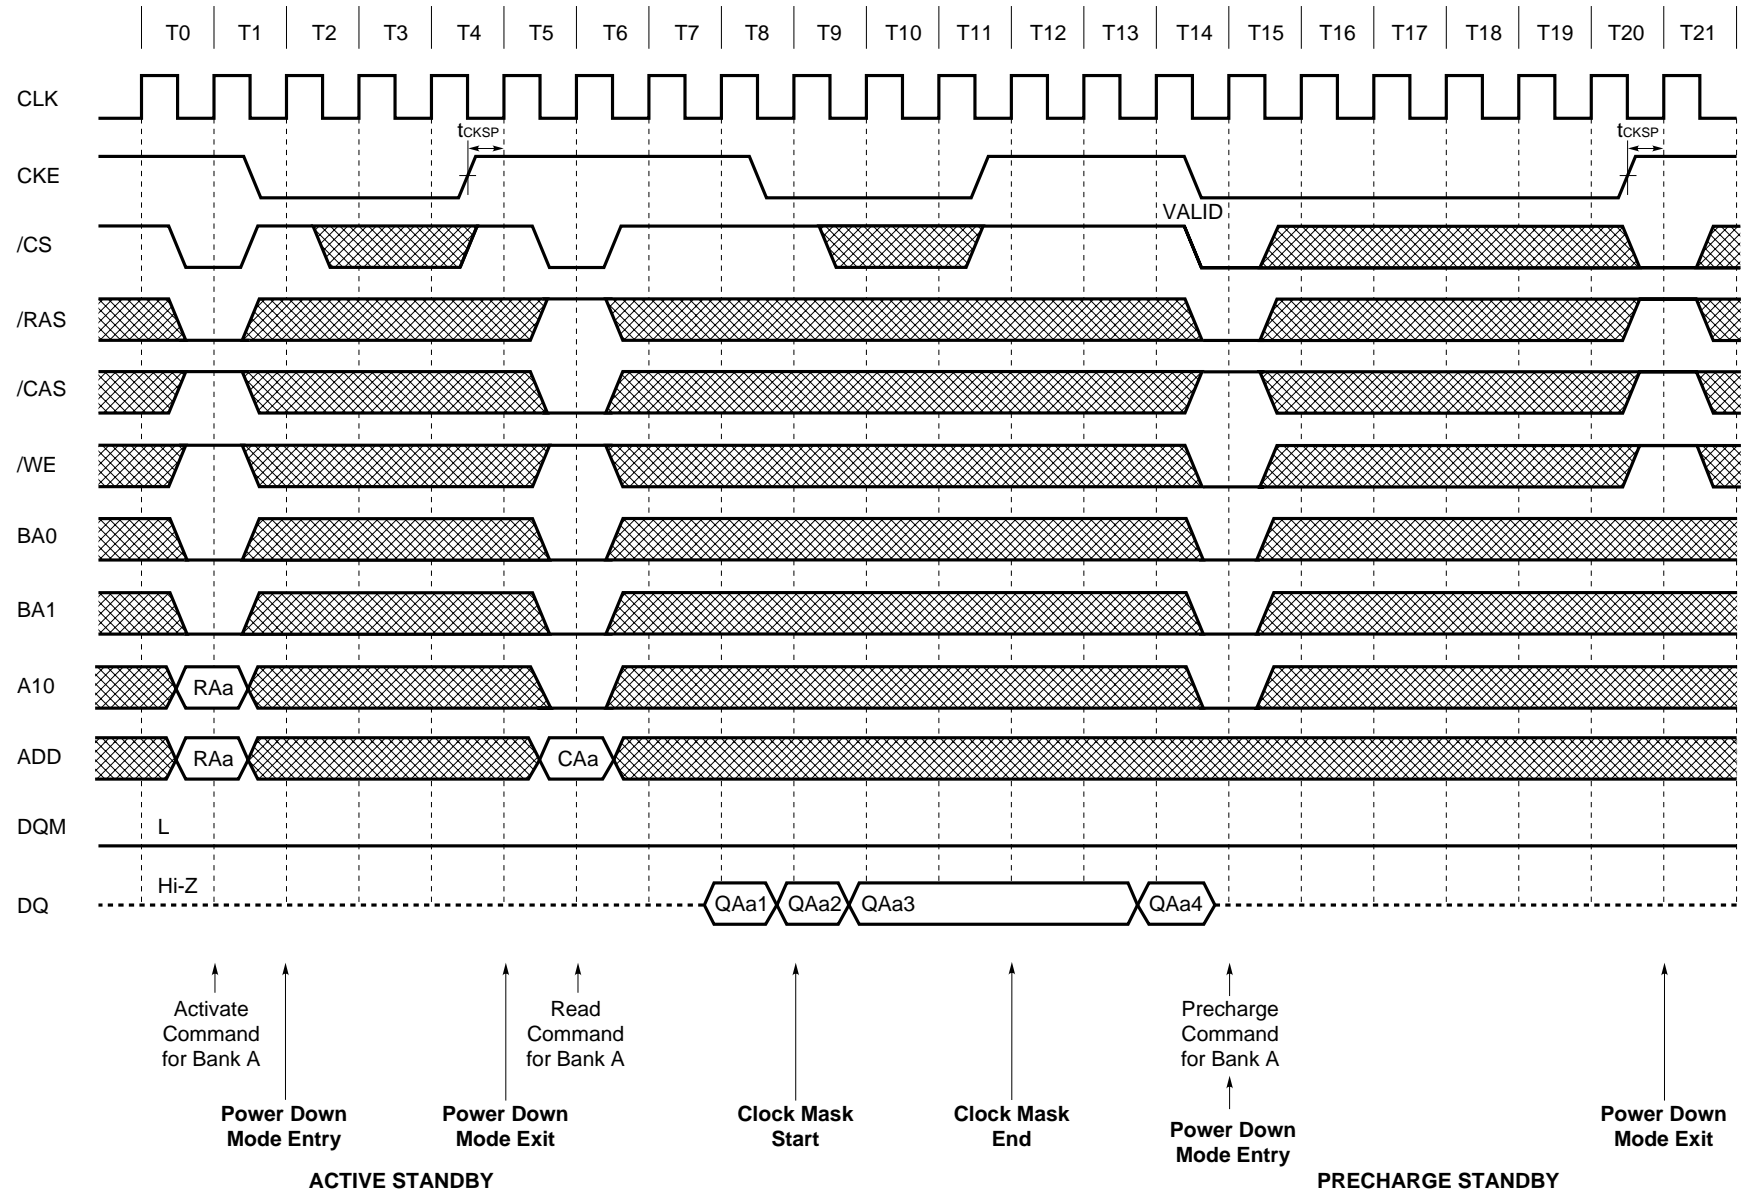 T0 T1 T2 T3 T4 T5 T6 T7 T8 T9 T10 T11 T12 T13 T14 T15 T16 T17 T18 T19 T20 T21
CLK
tCKSP tCKSP
CKE
VALID
/CS
/RAS
/CAS
/WE
BA0
BA1
A10 RAa
ADD RAa CAa
DQM L
Hi-Z
DQ QAa1 QAa2 QAa3 QAa4
Activate Read Precharge
Command Command Command
for Bank A for Bank A for Bank A
Power Down Power Down Clock Mask Clock Mask Power Down
Mode Entry Mode Exit Start End Mode Exit
Power Down
Mode Entry
ACTIVE STANDBY PRECHARGE STANDBY